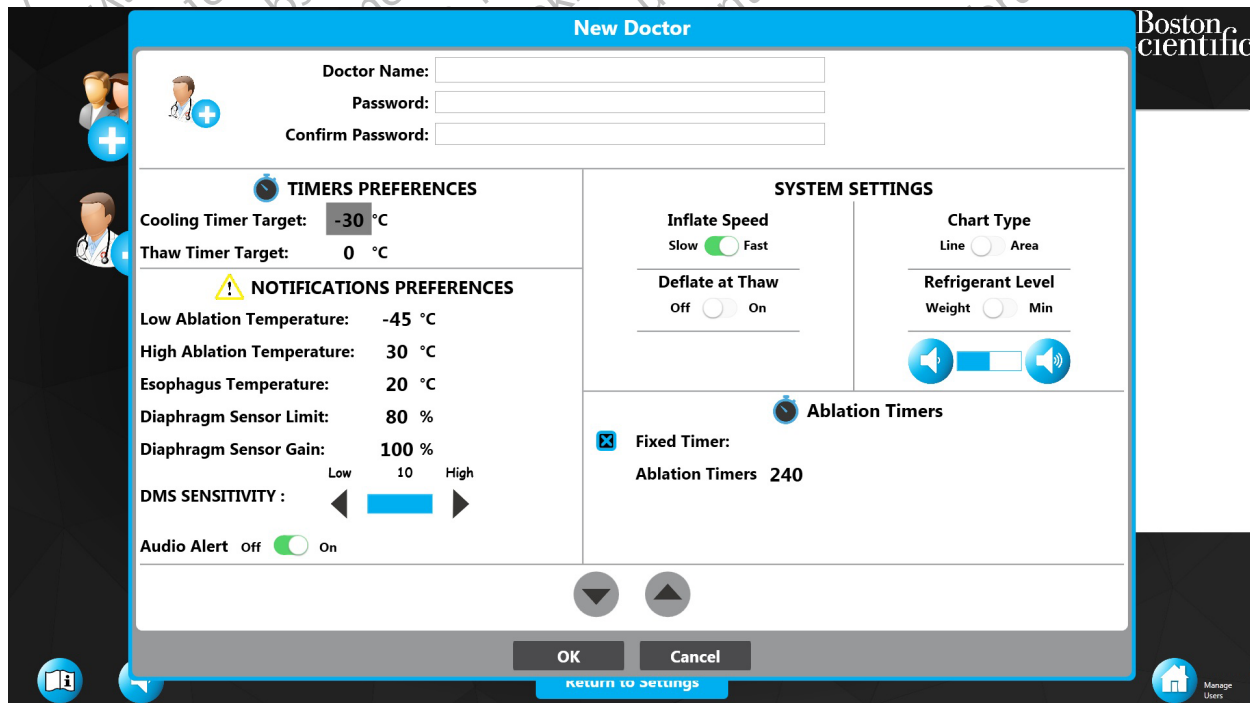 New Doctor
Boston
Scientific
Doctor Name:
Password:
Confirm Password:
TIMERS PREFERENCES
Cooling Timer Target: -30 °C
Thaw Timer Target: 0 °C
NOTIFICATIONS PREFERENCES
Low Ablation Temperature: -45 °C
High Ablation Temperature: 30 °C
Esophagus Temperature: 20 °C
Diaphragm Sensor Limit: 80 %
Diaphragm Sensor Gain: 100 %
Low 10 High
DMS SENSITIVITY :
Audio Alert Off On
SYSTEM SETTINGS
Inflate Speed
Slow Fast
Deflate at Thaw
Off On
Chart Type
Line Area
Refrigerant Level
Weight Min
Ablation Timers
Fixed Timer:
Ablation Timers 240
OK Cancel
Return to Settings
Manage
Users